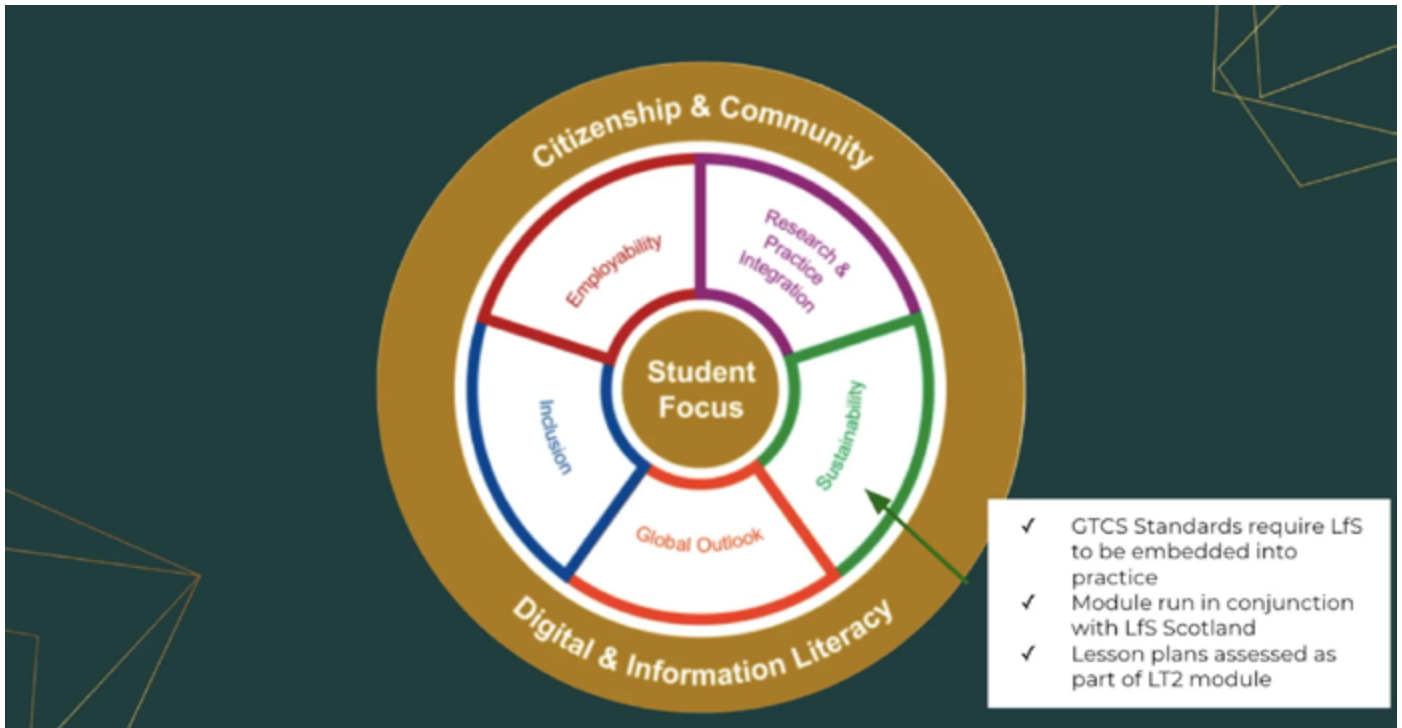 Citizenship & Community
Employability
Research &
Practice
Integration
Student
Focus
Inclusion
Sustainability
Global Outlook
Digital & Information Literacy
✓ GTCS Standards require LfS
to be embedded into
practice
✓ Module run in conjunction
with LfS Scotland
✓ Lesson plans assessed as
part of LT2 module